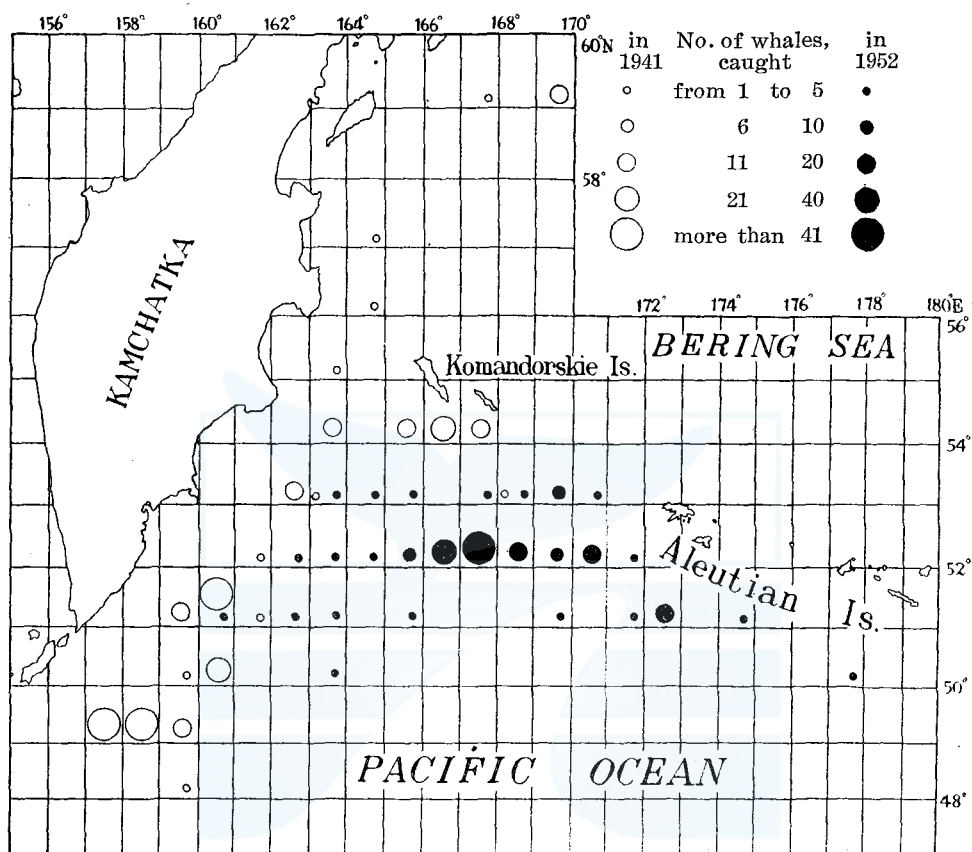 156° 158° 160° 162° 164° 166° 168° 170°
60°N
in No. of whales, in
1941 caught 1952
from 1 to 5
6 10
11 20
21 40
more than 41
58°
172° 174° 176° 178° 180°E
56°
KAMCHATKA
BERING SEA
Komandorskie Is.
54°
Aleutian Is.
52°
50°
PACIFIC OCEAN
48°